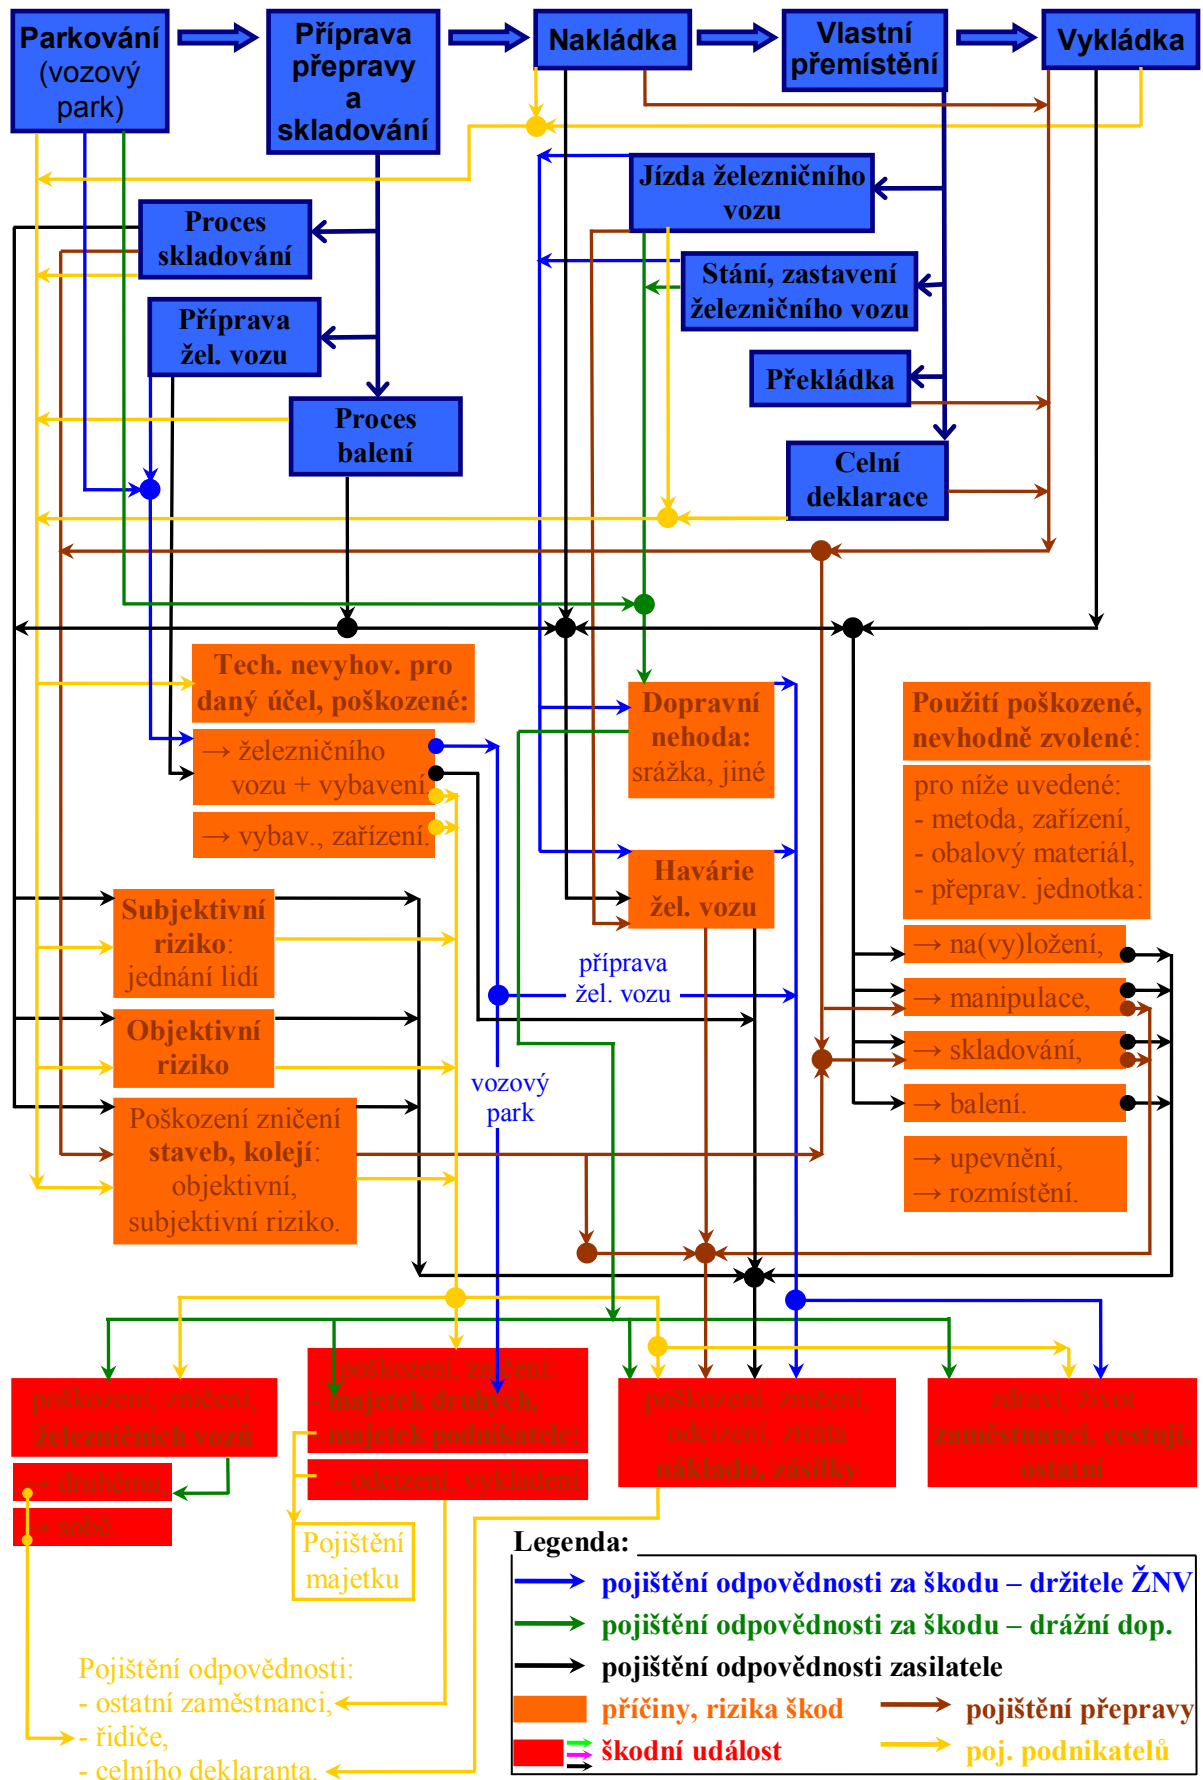 Parkování
(vozový
park)
Příprava
přepravy
a
skladování
Nakládka
Vlastní
přemístění
Vykládka
Jízda železničního
vozu
Proces
skladování
Stání, zastavení
železničního vozu
Příprava
žel. vozu
Překládka
Proces
balení
Celní
deklarace
Tech. nevyhov. pro
daný účel, poškozené:
→ železničního
vozu + vybavení
→ vybav., zařízení.
Dopravní
nehoda:
srážka, jiné
Použití poškozené,
nevhodně zvolené:
pro níže uvedené:
- metoda, zařízení,
- obalový materiál,
- přeprav. jednotka:
Havárie
žel. vozu
Subjektivní
riziko:
jednání lidí
→ na(vy)ložení,
příprava
žel. vozu
→ manipulace,
Objektivní
riziko
→ skladování,
vozový
park
→ balení.
Poškození zničení
staveb, kolejí:
objektivní,
subjektivní riziko.
→ upevnění,
→ rozmístění.
poškození, zničení,
železničních vozů
→ druhému,
→ sobě.
poškození, zničení:
- majetek druhých,
- majetek podnikatele:
- odcizení, vykladení
poškození, zničení,
odcizení, ztráta
nákladu, zásilky
zdraví, život
zaměstnanci, cestují,
ostatní
Pojištění
majetku
Legenda:
pojištění odpovědnosti za škodu – držitele ŽNV
pojištění odpovědnosti za škodu – drážní dop.
pojištění odpovědnosti zasilatele
příčiny, rizika škod
pojištění přepravy
škodní událost
poj. podnikatelů
Pojištění odpovědnosti:
- ostatní zaměstnanci,
- řidiče,
- celního deklaranta.